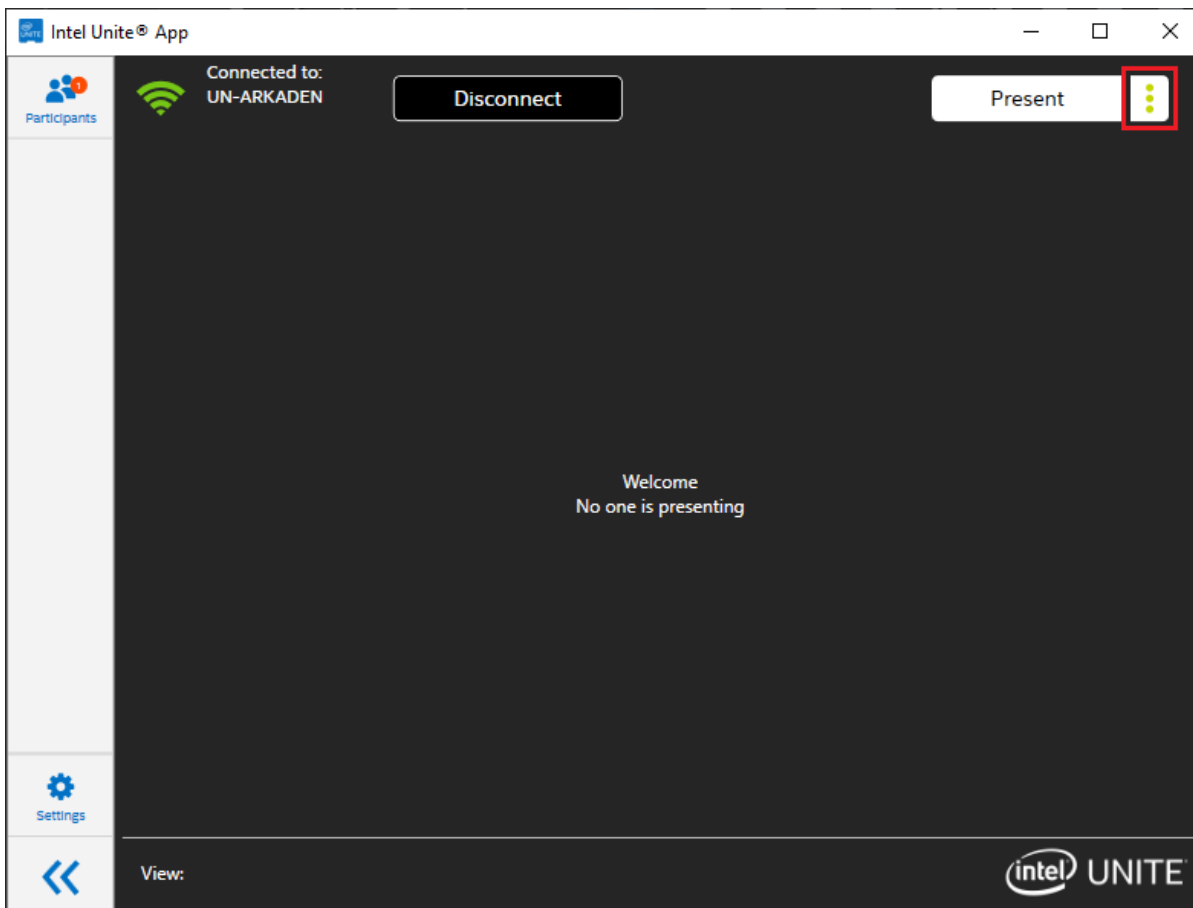 Intel Unite® App
1
Participants
Connected to:
UN-ARKADEN
Disconnect
Present
Welcome
No one is presenting
Settings
View:
intel UNITE